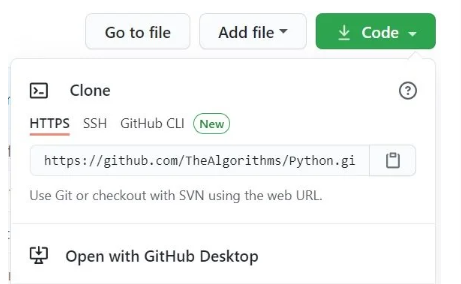 Go to file Add file Code
Clone
HTTPS SSH GitHub CLI New
https://github.com/TheAlgorithms/Python.gi
Use Git or checkout with SVN using the web URL.
Open with GitHub Desktop